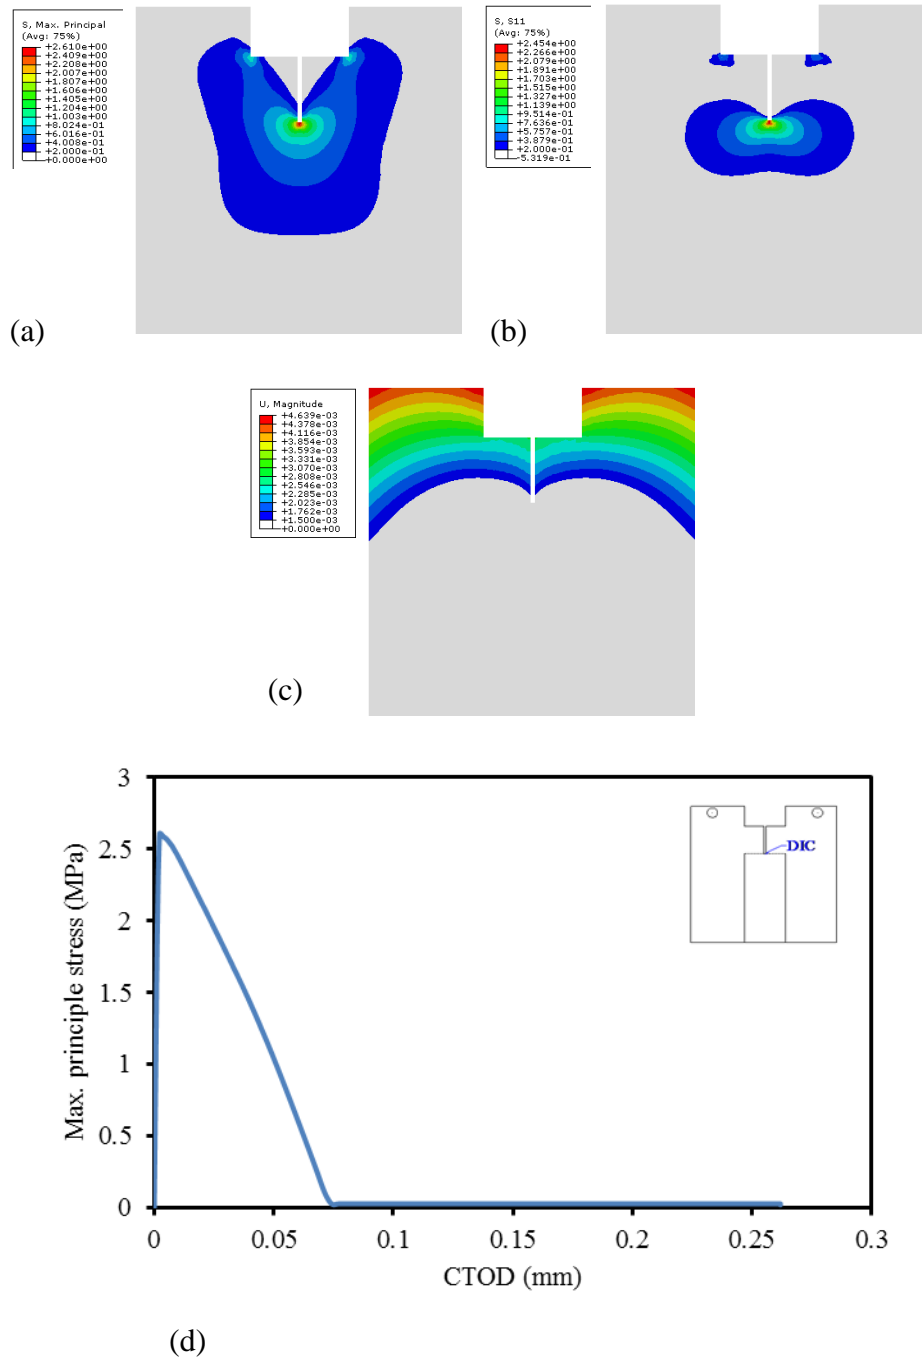 S, Max. Principal
(Avg: 75%)
+2.610e+00
+2.409e+00
+2.208e+00
+2.007e+00
+1.807e+00
+1.606e+00
+1.405e+00
+1.204e+00
+1.003e+00
+8.024e-01
+6.016e-01
+4.008e-01
+2.000e-01
+0.000e+00
(a)
S, S11
(Avg: 75%)
+2.454e+00
+2.266e+00
+2.079e+00
+1.891e+00
+1.703e+00
+1.515e+00
+1.327e+00
+1.139e+00
+9.514e-01
+7.636e-01
+5.757e-01
+3.879e-01
+2.000e-01
-5.319e-01
(b)
U, Magnitude
+4.639e-03
+4.378e-03
+4.116e-03
+3.854e-03
+3.593e-03
+3.331e-03
+3.070e-03
+2.808e-03
+2.546e-03
+2.285e-03
+2.023e-03
+1.762e-03
+1.500e-03
+0.000e+00
(c)
Max. principle stress (MPa)
3
2.5
2
1.5
1
0.5
0
DIC
0 0.05 0.1 0.15 0.2 0.25 0.3
CTOD (mm)
(d)